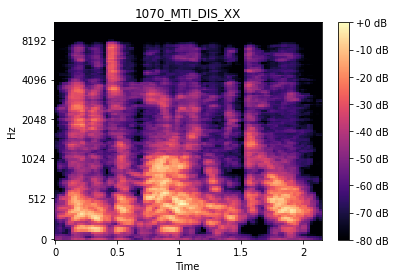 1070_MTI_DIS_XX
+0 dB
8192
-10 dB
4096
-20 dB
-30 dB
2048
Hz
-40 dB
1024
-50 dB
512
-60 dB
-70 dB
0
-80 dB
0
0.5
1
1.5
2
Time